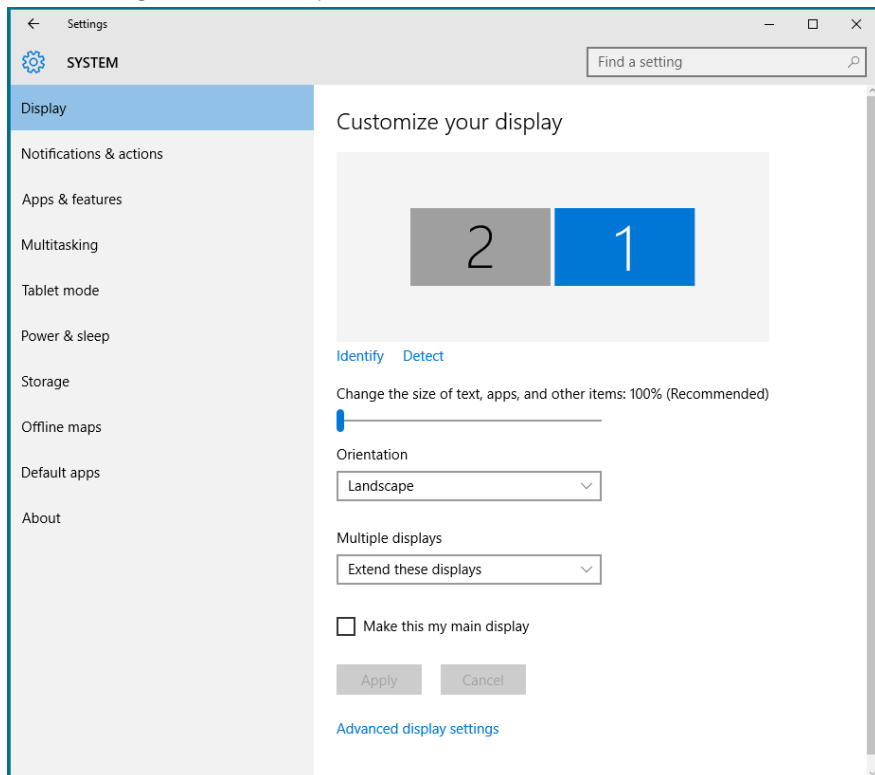 Settings
SYSTEM
Find a setting
Display
Notifications & actions
Apps & features
Multitasking
Tablet mode
Power & sleep
Storage
Offline maps
Default apps
About
Customize your display
2 1
Identify Detect
Change the size of text, apps, and other items: 100% (Recommended)
Orientation
Landscape
Multiple displays
Extend these displays
Make this my main display
Apply Cancel
Advanced display settings